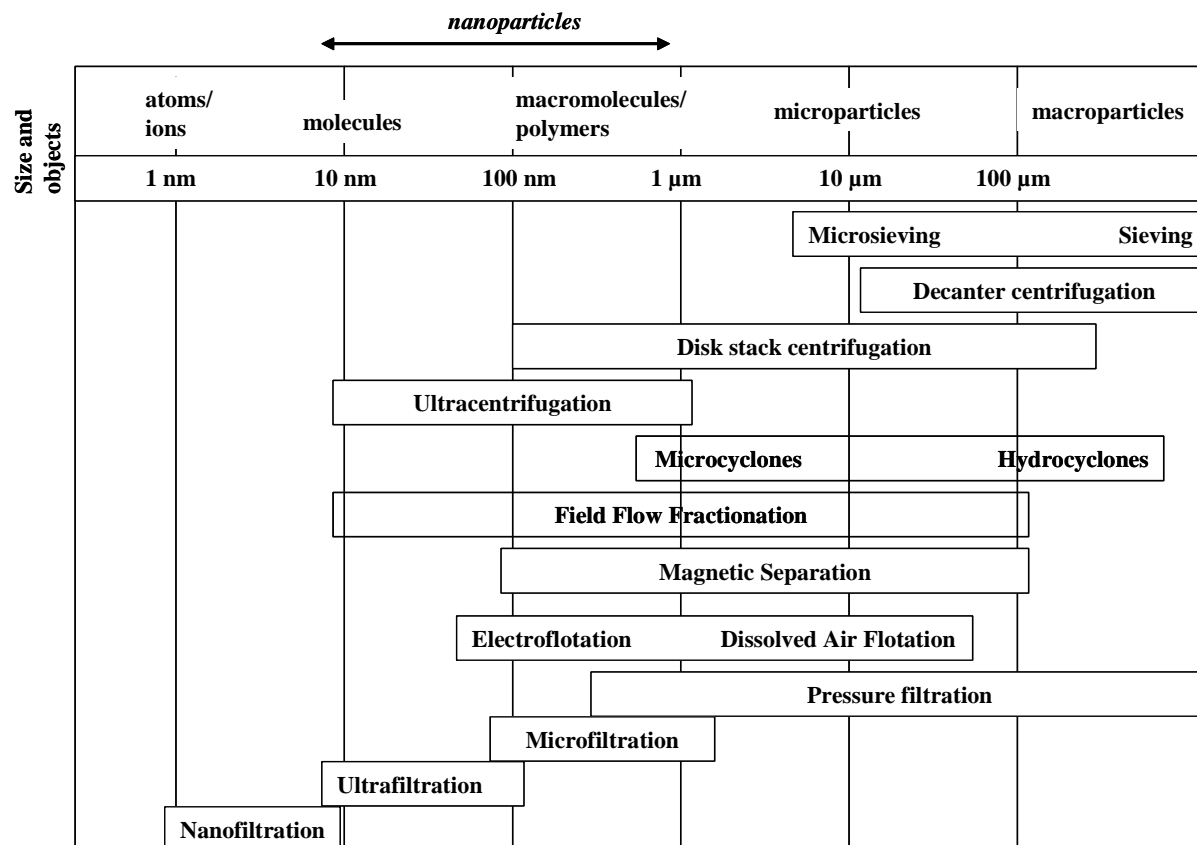 nanoparticles
Size and
objects
atoms/
ions
molecules
macromolecules/
polymers
microparticles
macroparticles
1 nm
10 nm
100 nm
1 µm
10 µm
100 µm
Microsieving
Sieving
Decanter centrifugation
Disk stack centrifugation
Ultracentrifugation
Microcyclones
Hydrocyclones
Field Flow Fractionation
Magnetic Separation
Electroflotation
Dissolved Air Flotation
Pressure filtration
Microfiltration
Ultrafiltration
Nanofiltration